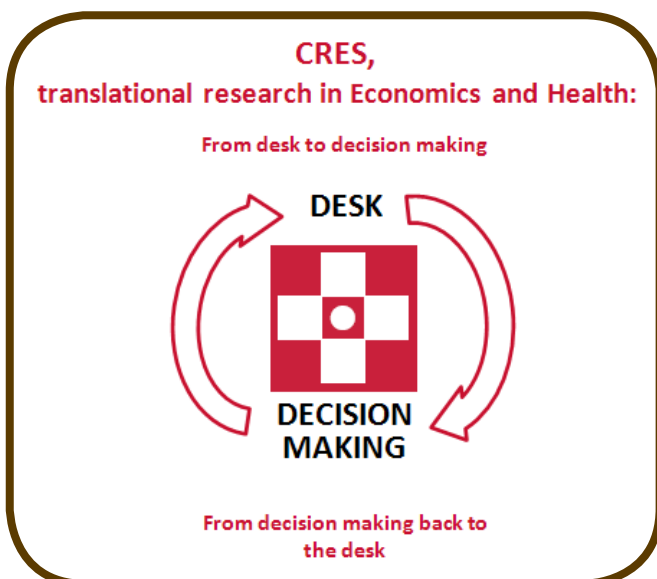 CRES,
translational research in Economics and Health:
From desk to decision making
DESK
DECISION
MAKING
From decision making back to
the desk